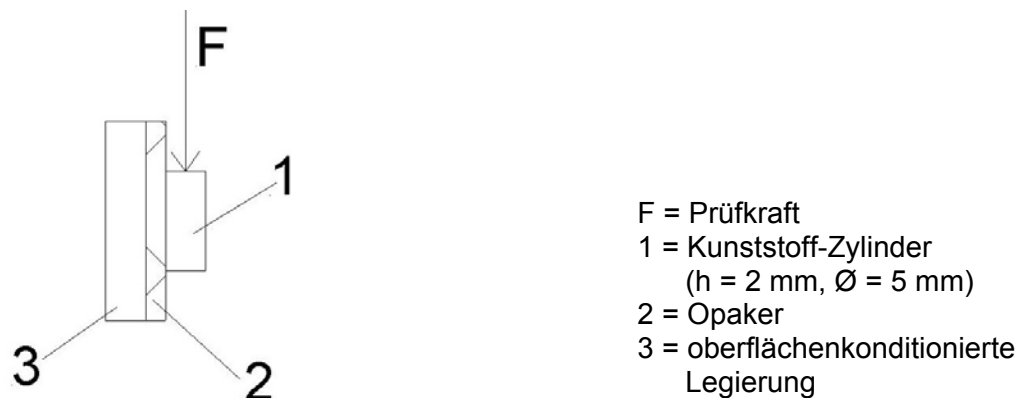 F
1
3
2
F = Prüfkraft
1 = Kunststoff-Zylinder
(h = 2 mm, Ø = 5 mm)
2 = Opaker
3 = oberflächenkonditionierte
Legierung